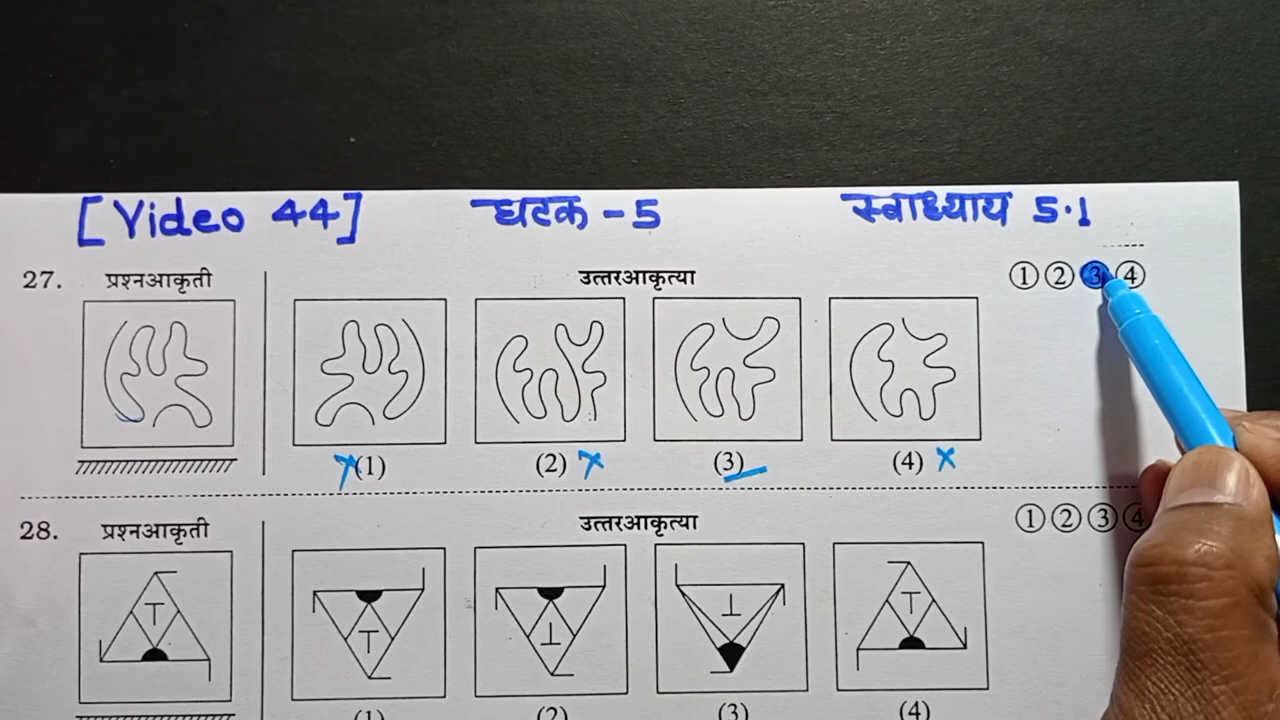 [Video 44] घटक - 5 स्वाध्याय 5.1
27. प्रश्नआकृती उत्तरआकृत्या ① ② ③ ④
(1) (2) (3) (4)
28. प्रश्नआकृती उत्तरआकृत्या ① ② ③ ④
(1) (2) (3) (4)